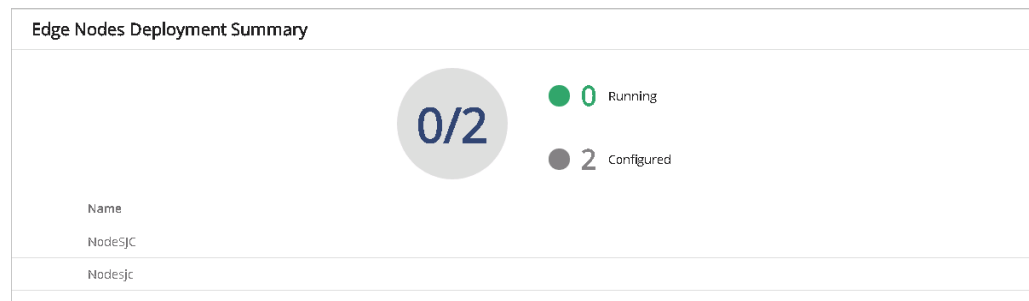 Edge Nodes Deployment Summary
0/2
0 Running
2 Configured
Name
NodeSJC
Nodesjc